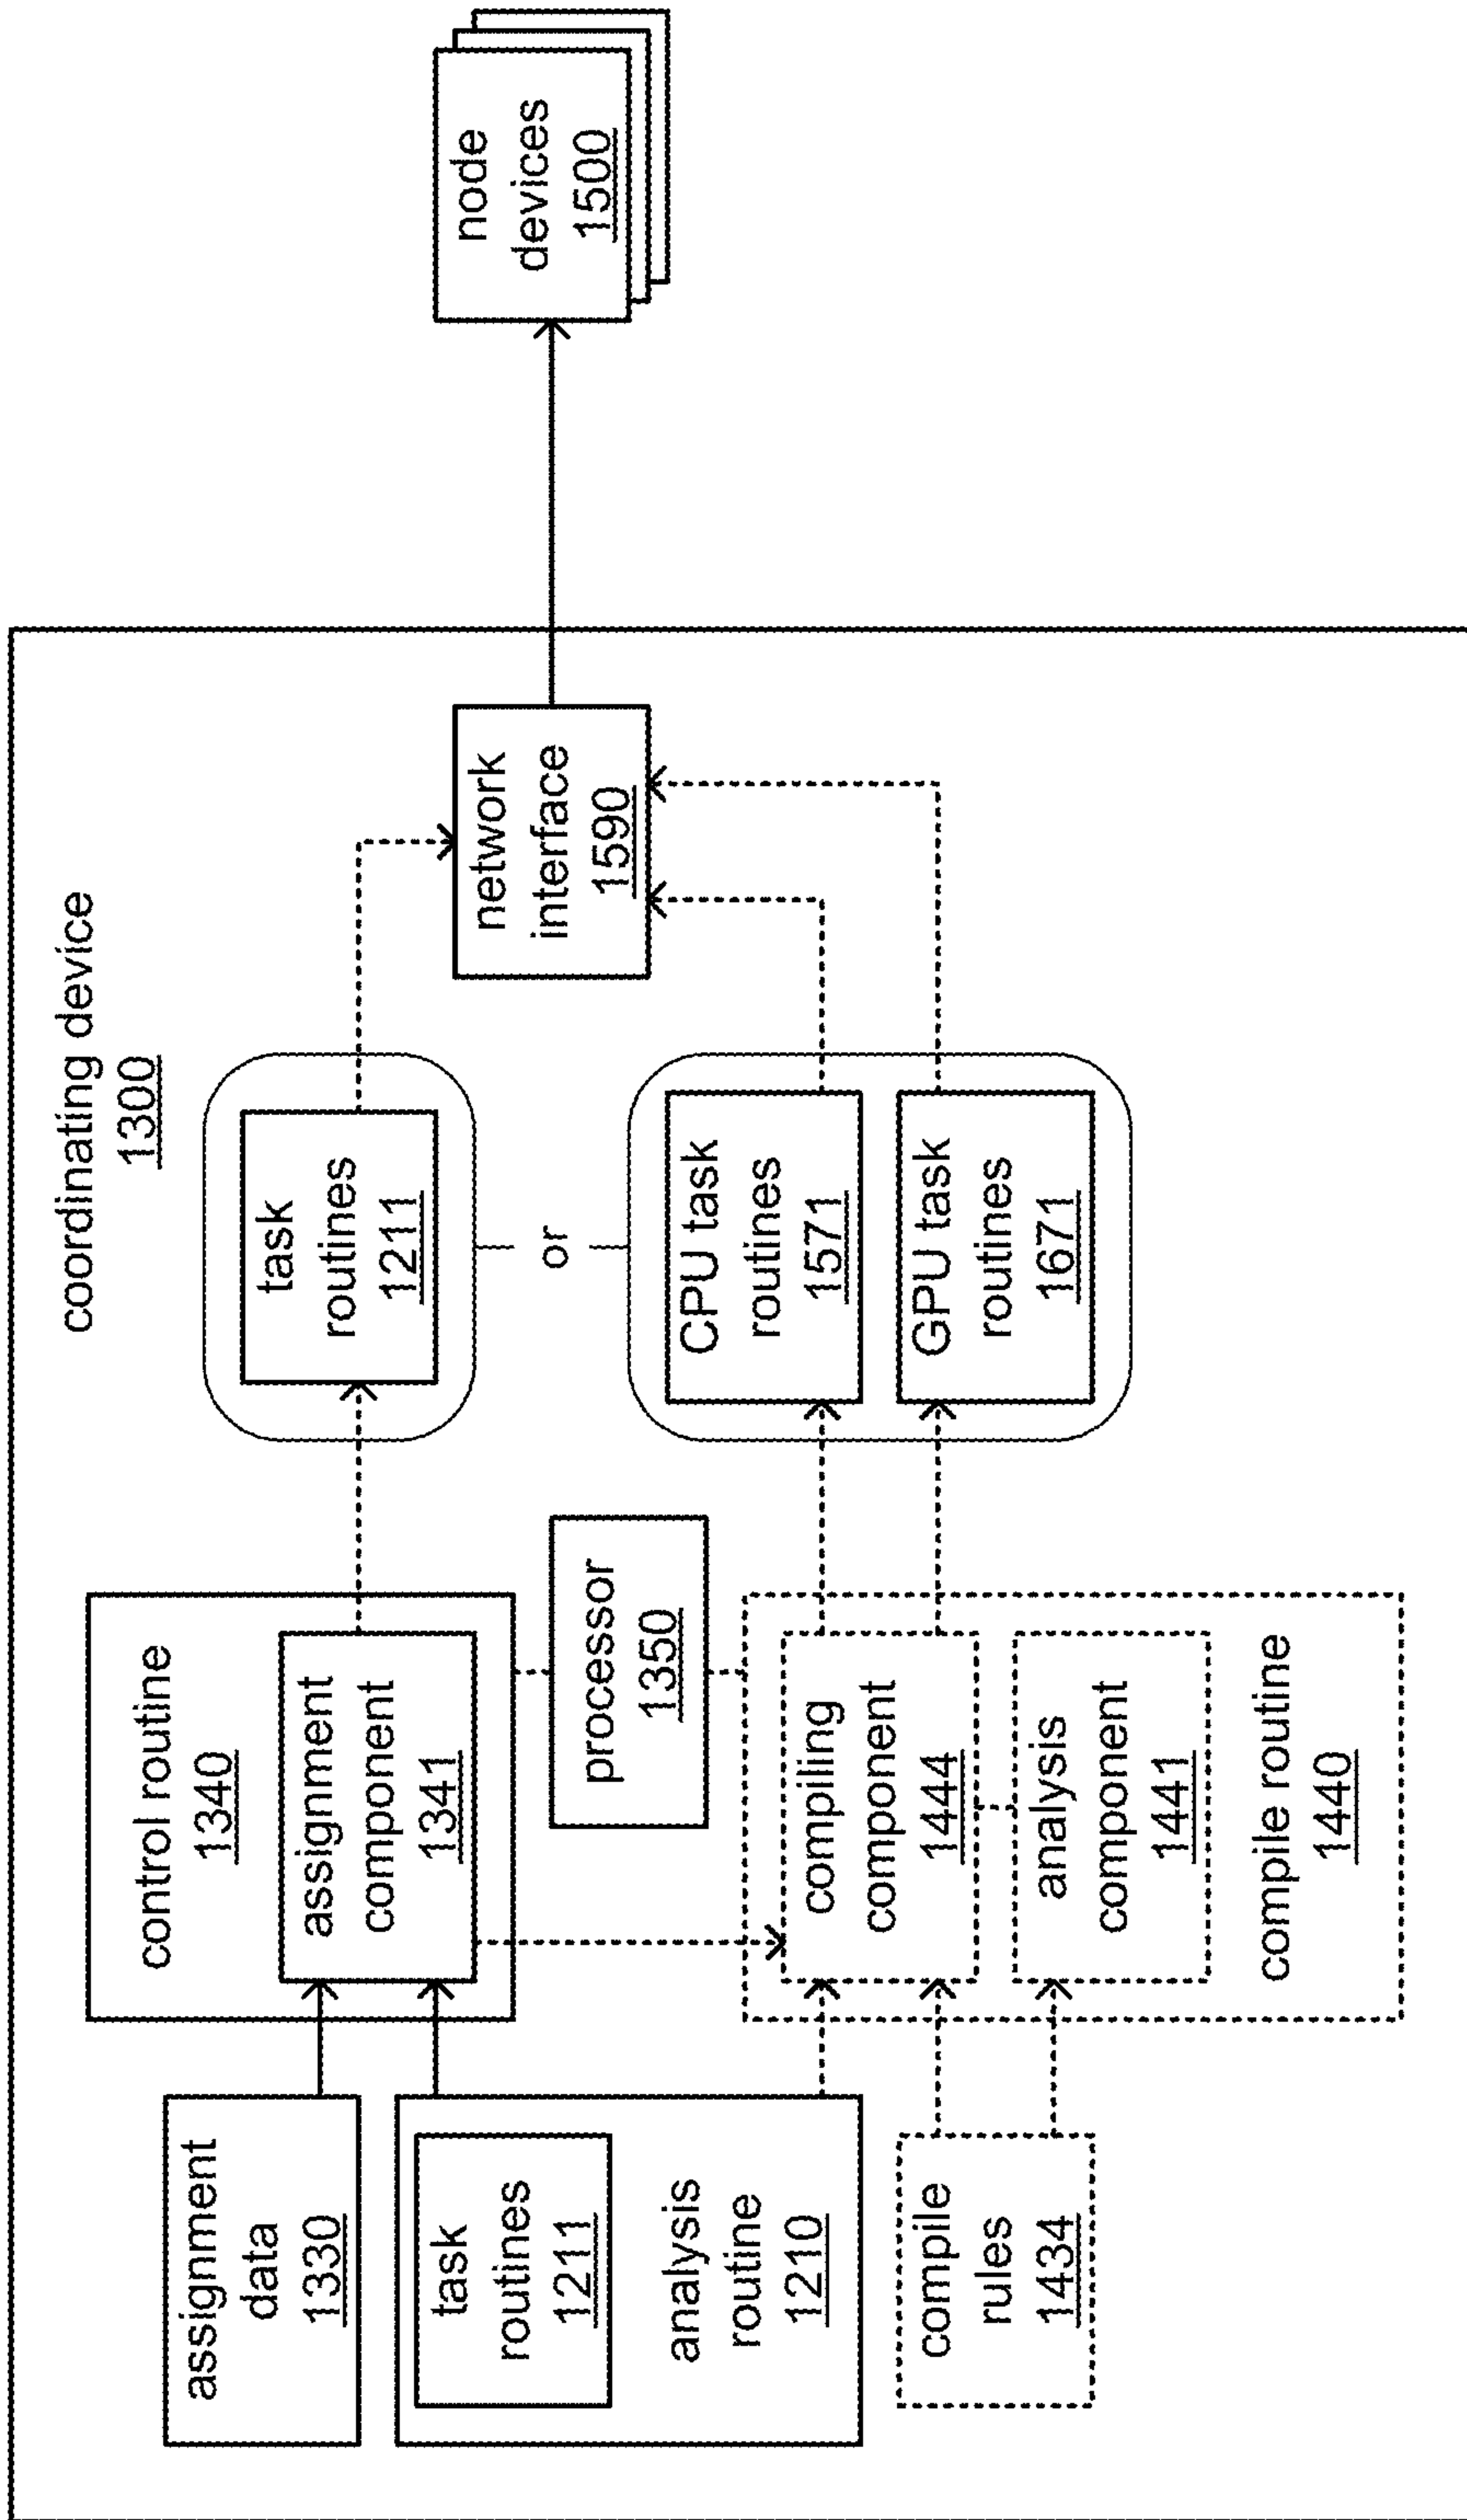 coordinating device
1300
assignment
data
1330
task
routines
1211
analysis
routine
1210
compile
rules
1434
control routine
1340
assignment
component
1341
processor
1350
compiling
component
1444
analysis
component
1441
compile routine
1440
task
routines
1211
or
CPU task
routines
1571
GPU task
routines
1671
network
interface
1590
node
devices
1500